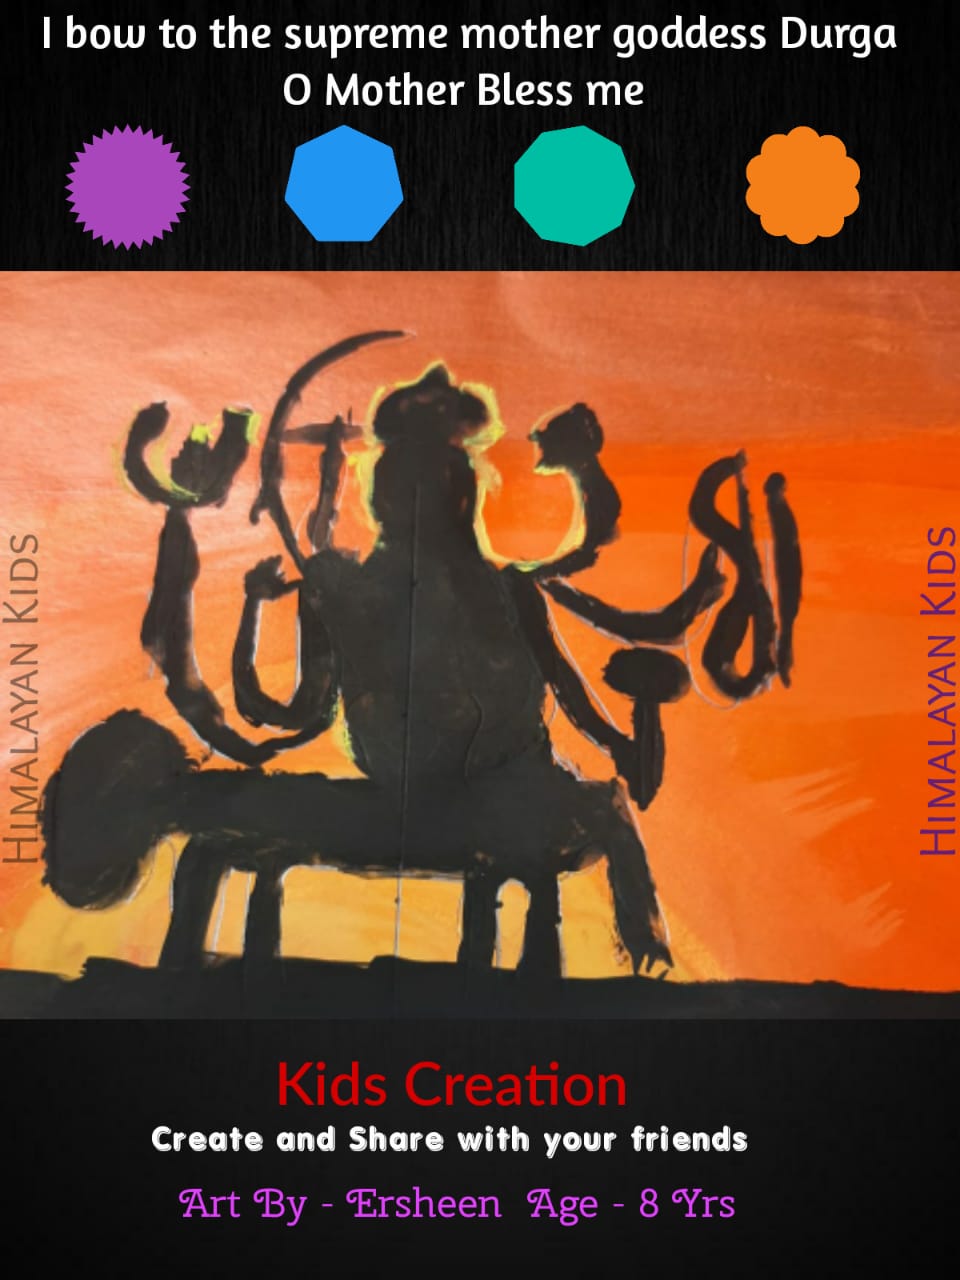 I bow to the supreme mother goddess Durga
O Mother Bless me
Himalayan Kids
Himalayan Kids
Kids Creation
Create and Share with your friends
Art By - Ersheen Age - 8 Yrs